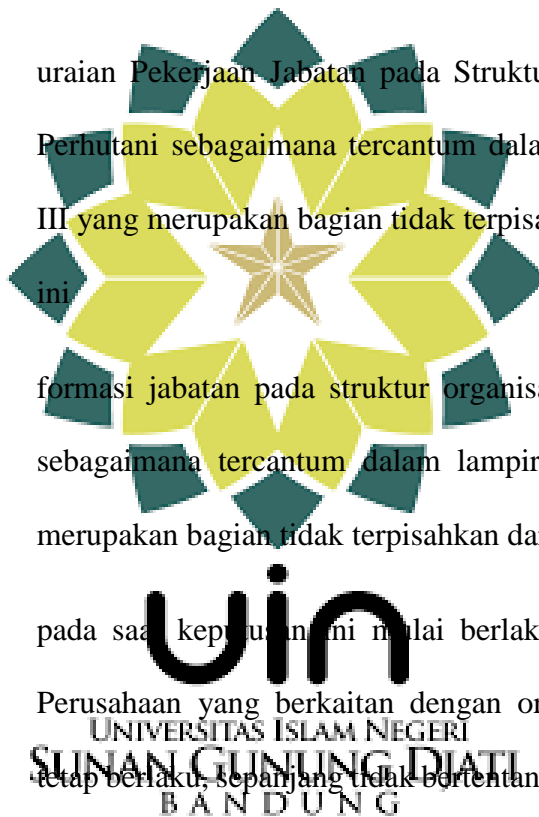 uraian Pekerjaan Jabatan pada Struktu
Perhutani sebagaimana tercantum dala
III yang merupakan bagian tidak terpisa
ini
formasi jabatan pada struktur organisa
sebagaimana tercantum dalam lampir
merupakan bagian tidak terpisahkan da
pada saat keputusan ini mulai berlak
uin
Perusahaan yang berkaitan dengan or
UNIVERSITAS ISLAM NEGERI
SUNAN GUNUNG DJATI
tetap berlaku, sepanjang tidak bertentan
BANDUNG